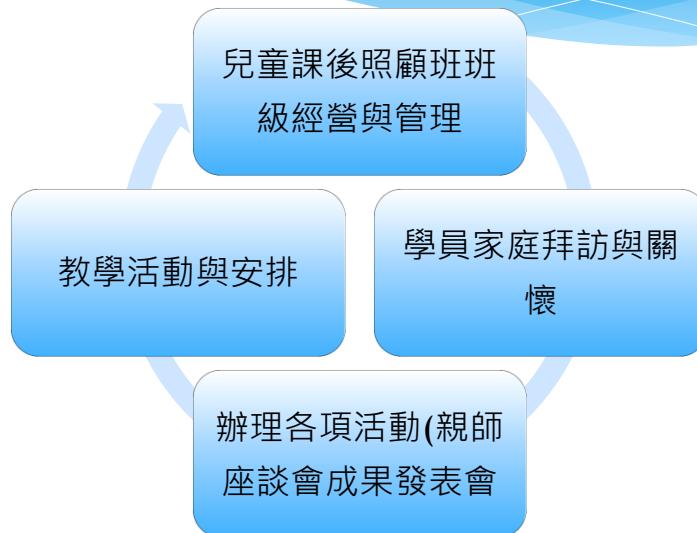 兒童課後照顧班班
級經營與管理
學員家庭拜訪與關
懷
辦理各項活動(親師
座談會成果發表會
教學活動與安排